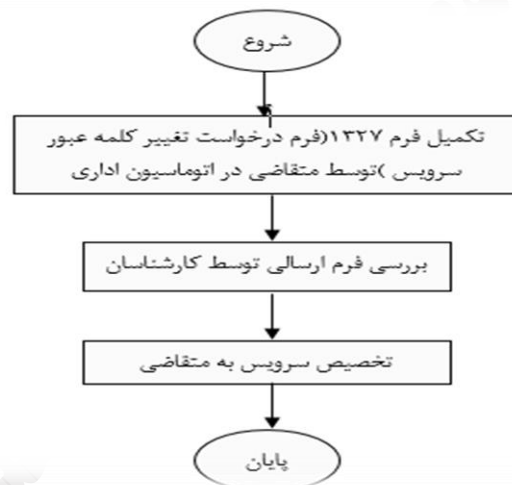 شروع
تکمیل فرم ۱۳۲۷(فرم درخواست تغییر کلمه عبور
سرویس )توسط متقاضی در اتوماسیون اداری
بررسی فرم ارسالی توسط کارشناسان
تخصیص سرویس به متقاضی
پایان